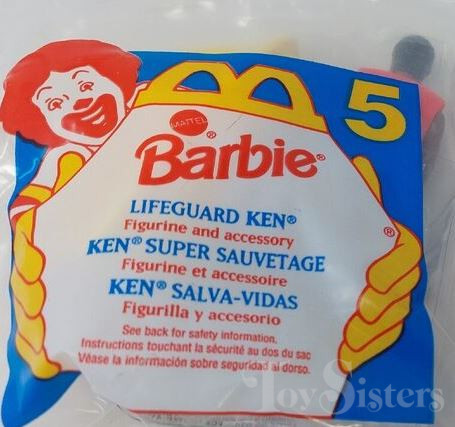 5
MATTEL
Barbie®
LIFEGUARD KEN®
Figurine and accessory
KEN® SUPER SAUVETAGE
Figurine et accessoire
KEN® SALVA-VIDAS
Figurilla y accesorio
See back for safety information.
Instructions touchant la sécurité au dos du sac
Véase la información sobre seguridad al dorso.
ToySisters